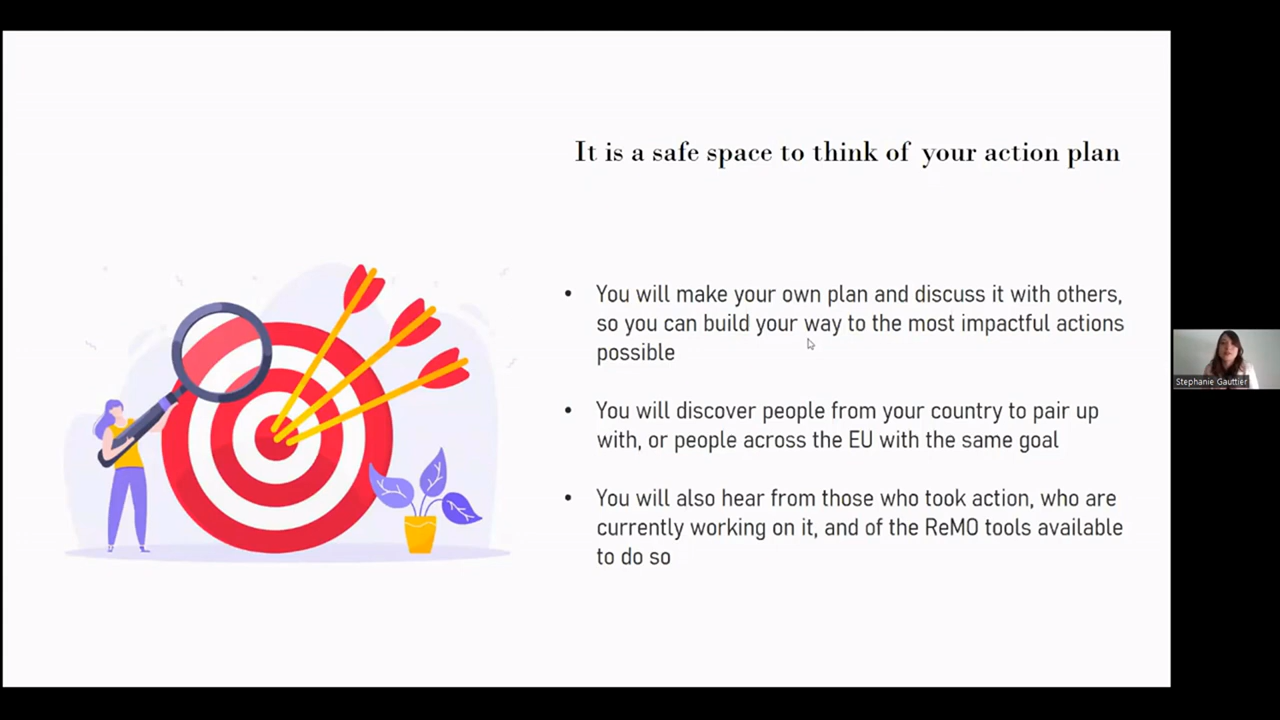 It is a safe space to think of your action plan
• You will make your own plan and discuss it with others,
so you can build your way to the most impactful actions
possible
• You will discover people from your country to pair up
with, or people across the EU with the same goal
• You will also hear from those who took action, who are
currently working on it, and of the ReMO tools available
to do so
Stephanie Gauttier